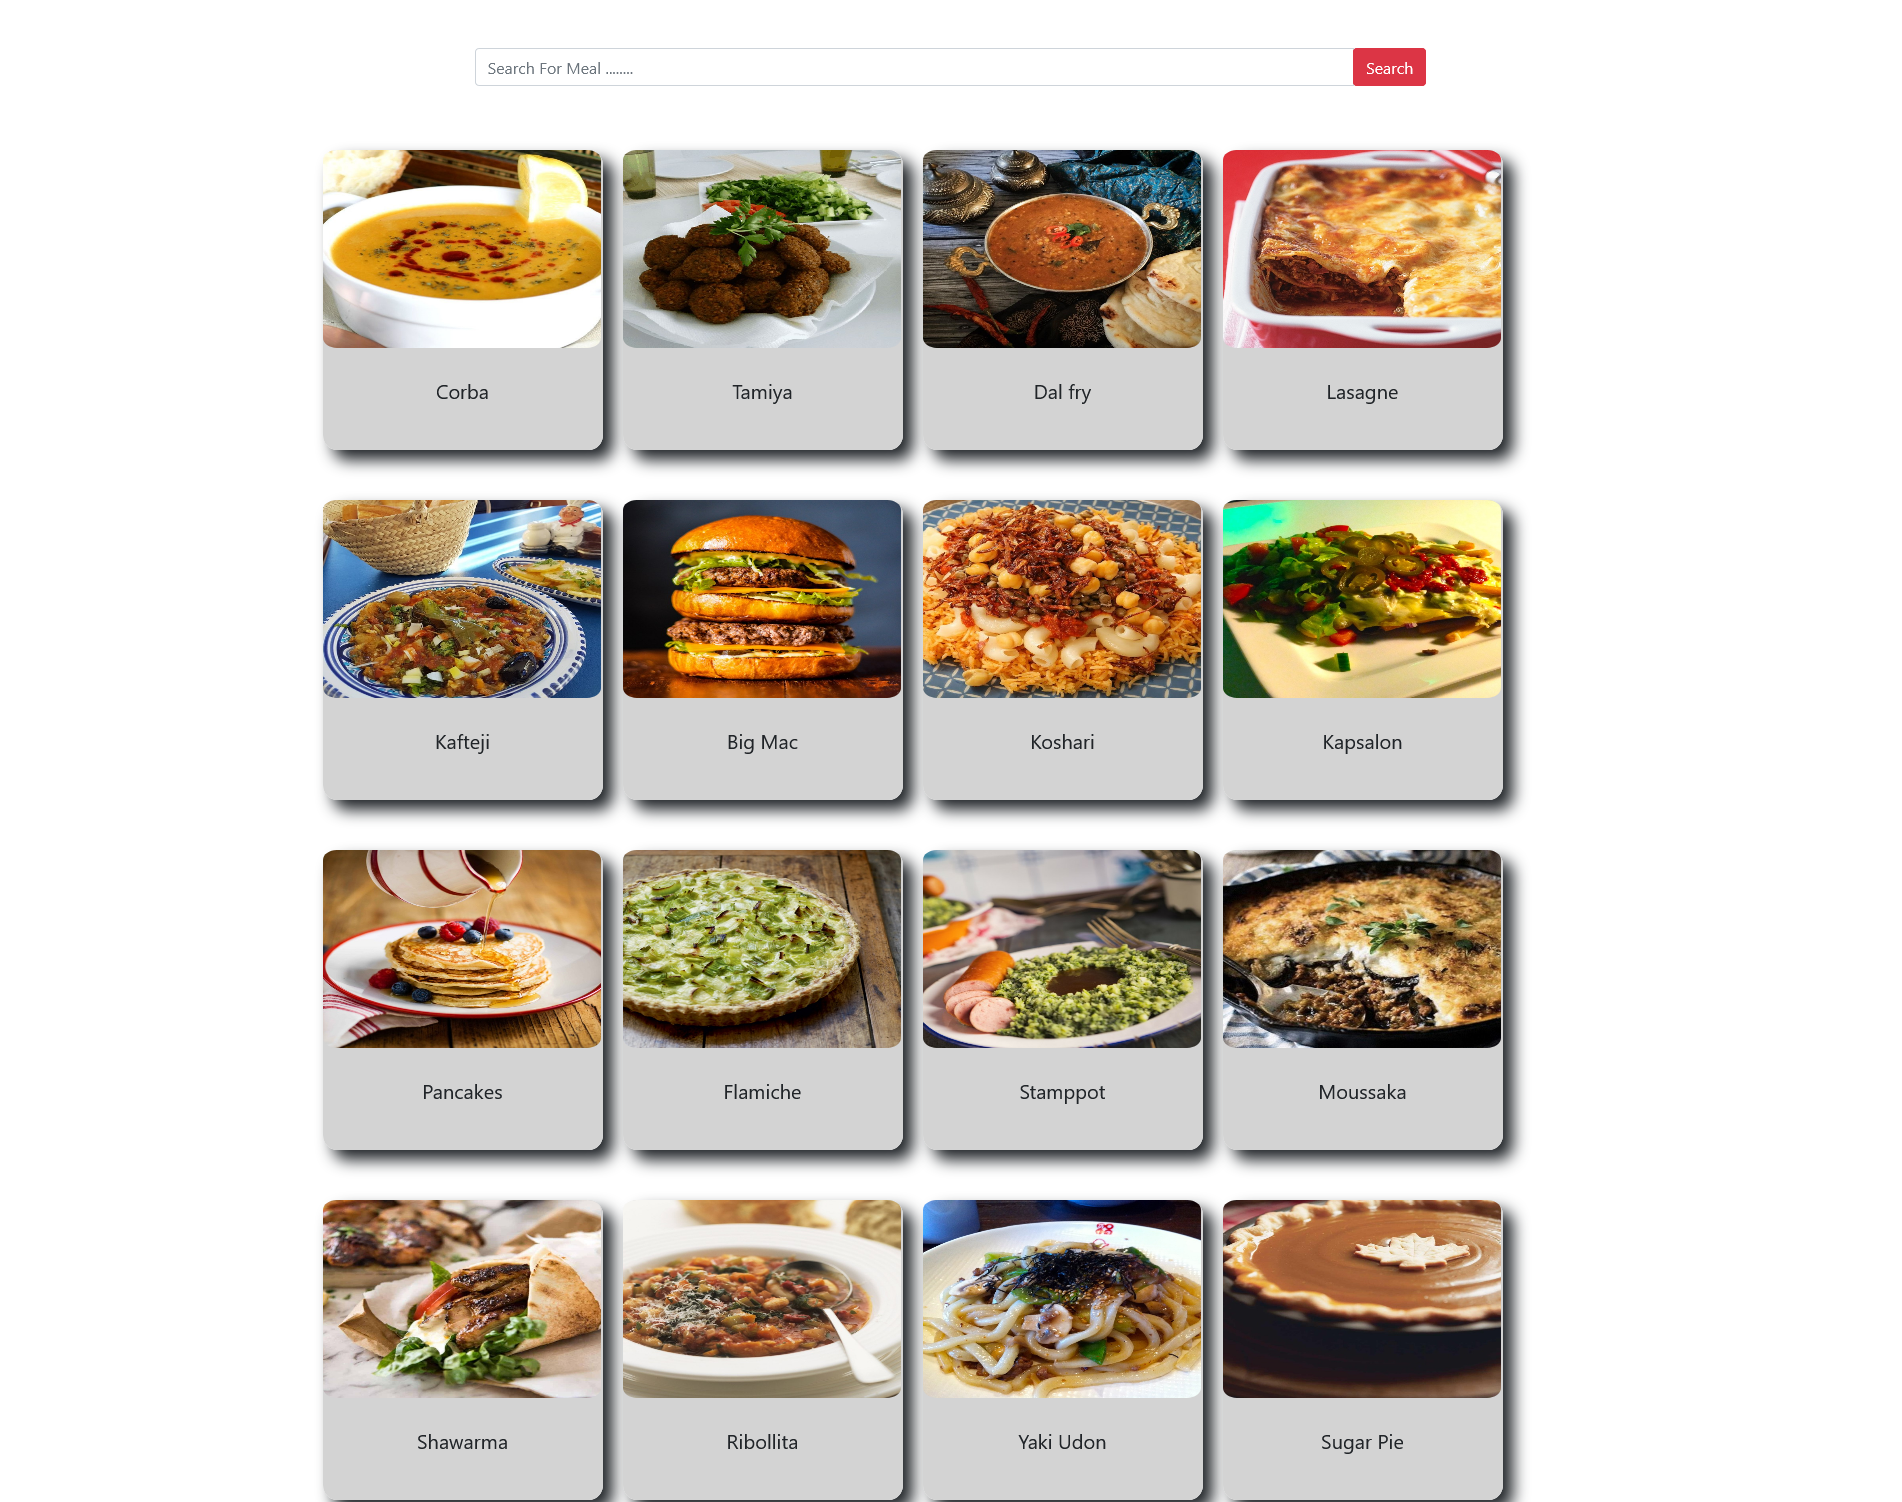 Search For Meal ........
Search
Corba
Tamiya
Dal fry
Lasagne
Kafteji
Big Mac
Koshari
Kapsalon
Pancakes
Flamiche
Stamppot
Moussaka
Shawarma
Ribollita
Yaki Udon
Sugar Pie